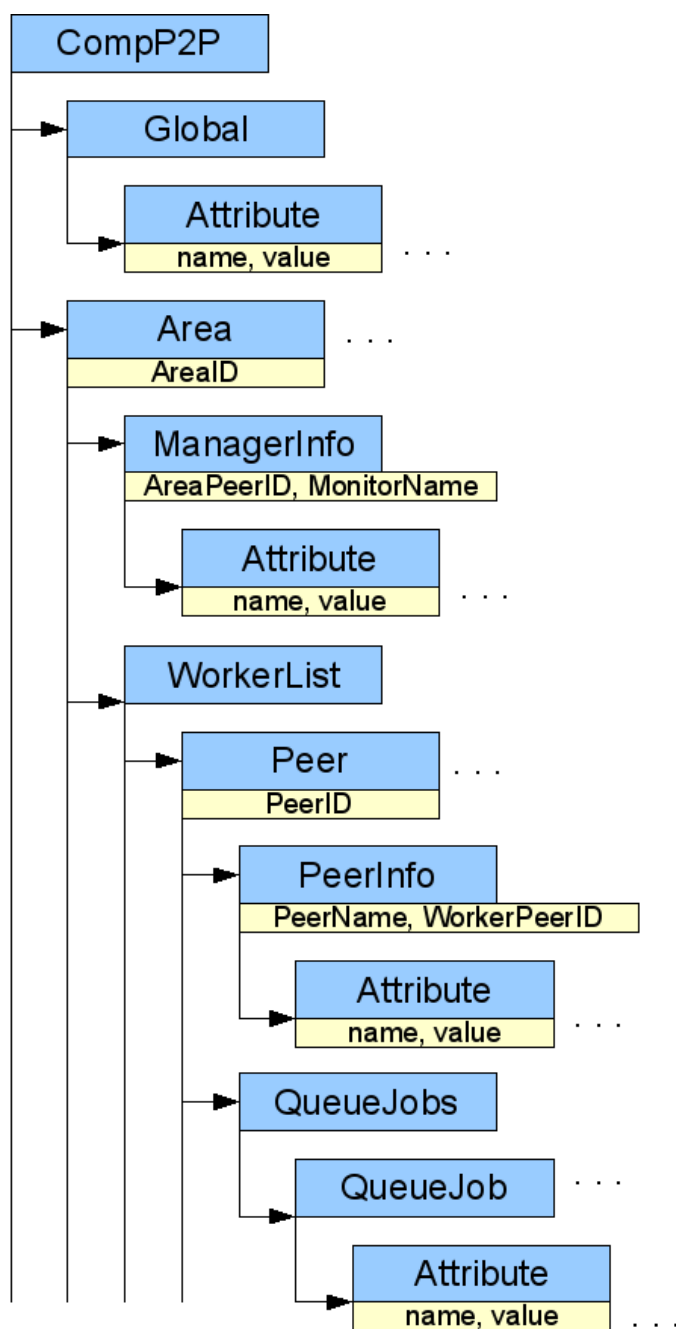 CompP2P
Global
Attribute
name, value
. . .
Area
. . .
AreaID
ManagerInfo
AreaPeerID, MonitorName
Attribute
name, value
. . .
WorkerList
Peer
. . .
PeerID
PeerInfo
PeerName, WorkerPeerID
Attribute
name, value
. . .
QueueJobs
QueueJob
. . .
Attribute
name, value
. . .